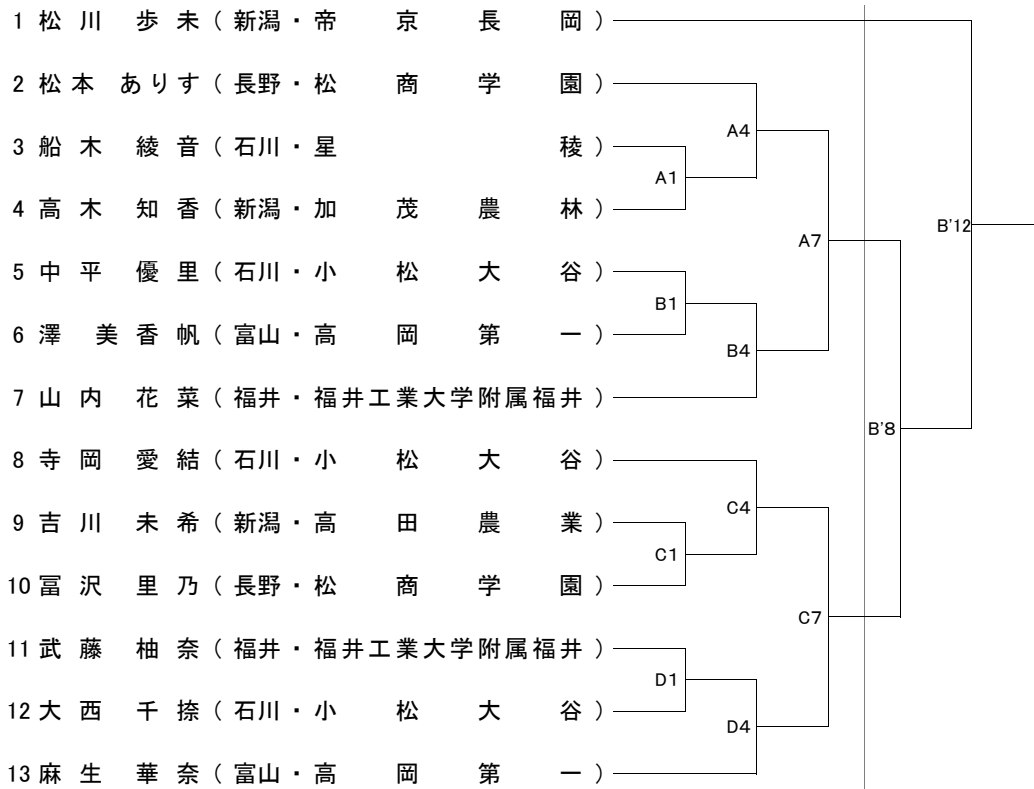 1 松川 歩未 ( 新潟・帝京長岡 )
2 松本 ありす ( 長野・松商学園 )
A4
3 船木 綾音 ( 石川・星稜 )
A1
4 高木 知香 ( 新潟・加茂農林 )
B'12
A7
5 中平 優里 ( 石川・小松大谷 )
B1
6 澤 美香帆 ( 富山・高岡第一 )
B4
7 山内 花菜 ( 福井・福井工業大学附属福井 )
B'8
8 寺岡 愛結 ( 石川・小松大谷 )
C4
9 吉川 未希 ( 新潟・高田農業 )
C1
10 冨沢 里乃 ( 長野・松商学園 )
C7
11 武藤 柚奈 ( 福井・福井工業大学附属福井 )
D1
12 大西 千捺 ( 石川・小松大谷 )
D4
13 麻生 華奈 ( 富山・高岡第一 )